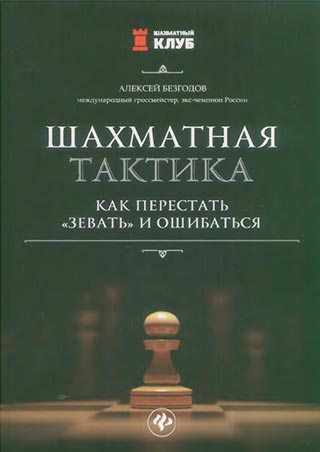 ШАХМАТНЫЙ
КЛУБ
АЛЕКСЕЙ БЕЗГОДОВ
международный гроссмейстер, экс-чемпион России
ШАХМАТНАЯ
ТАКТИКА
КАК ПЕРЕСТАТЬ
«ЗЕВАТЬ» И ОШИБАТЬСЯ